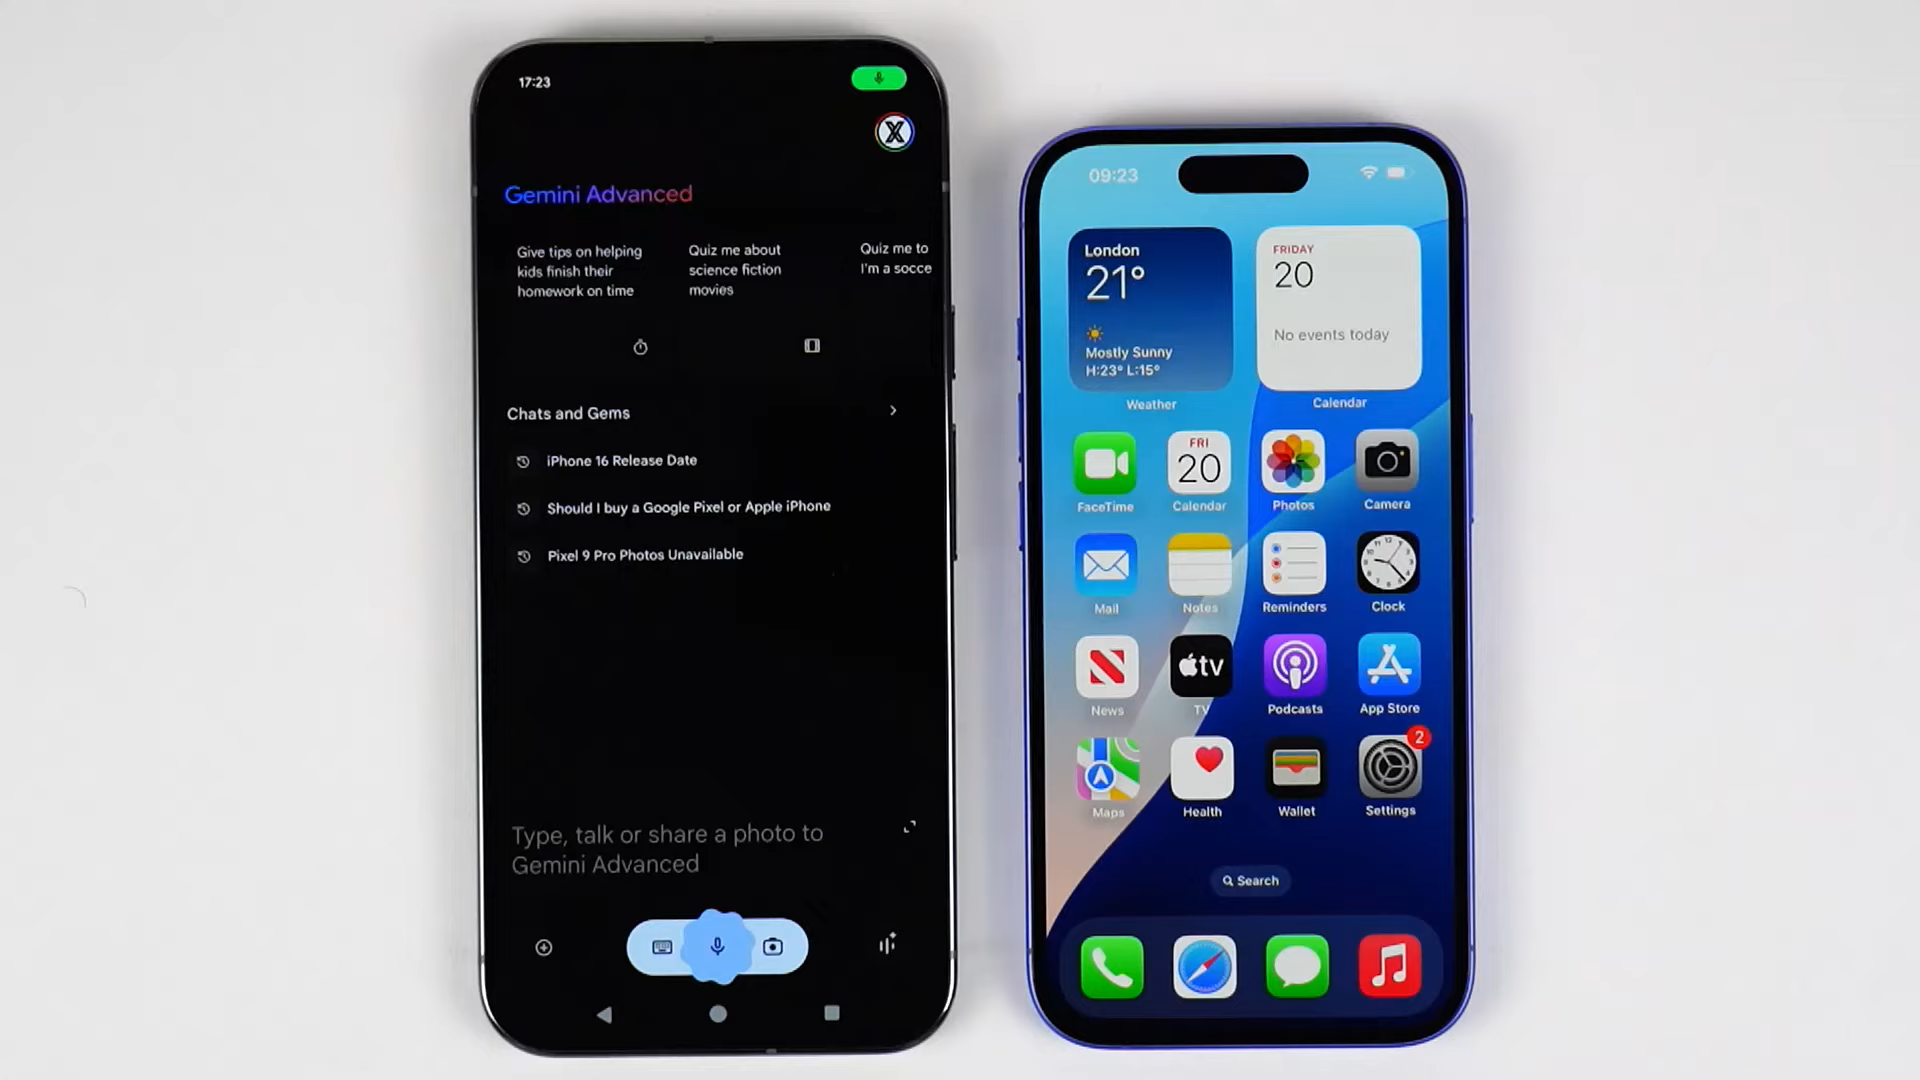 17:23
Gemini Advanced
Give tips on helping
kids finish their
homework on time
Quiz me about
science fiction
movies
Quiz me to
I'm a socce
Chats and Gems
iPhone 16 Release Date
Should I buy a Google Pixel or Apple iPhone
Pixel 9 Pro Photos Unavailable
Type, talk or share a photo to
Gemini Advanced
09:23
London
21°
Mostly Sunny
H:23° L:15°
Weather
FRIDAY
20
No events today
Calendar
FaceTime
FRI
20
Calendar
Photos
Camera
Mail
Notes
Reminders
Clock
News
tv
TV
Podcasts
App Store
Maps
Health
Wallet
2
Settings
Search